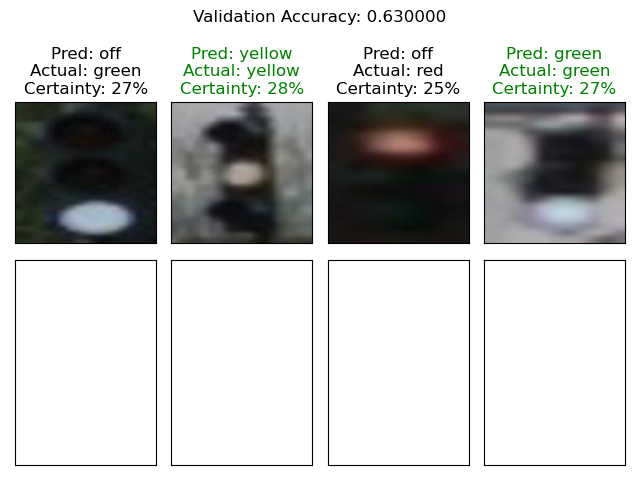 Validation Accuracy: 0.630000
Pred: off
Actual: green
Certainty: 27%
Pred: yellow
Actual: yellow
Certainty: 28%
Pred: off
Actual: red
Certainty: 25%
Pred: green
Actual: green
Certainty: 27%